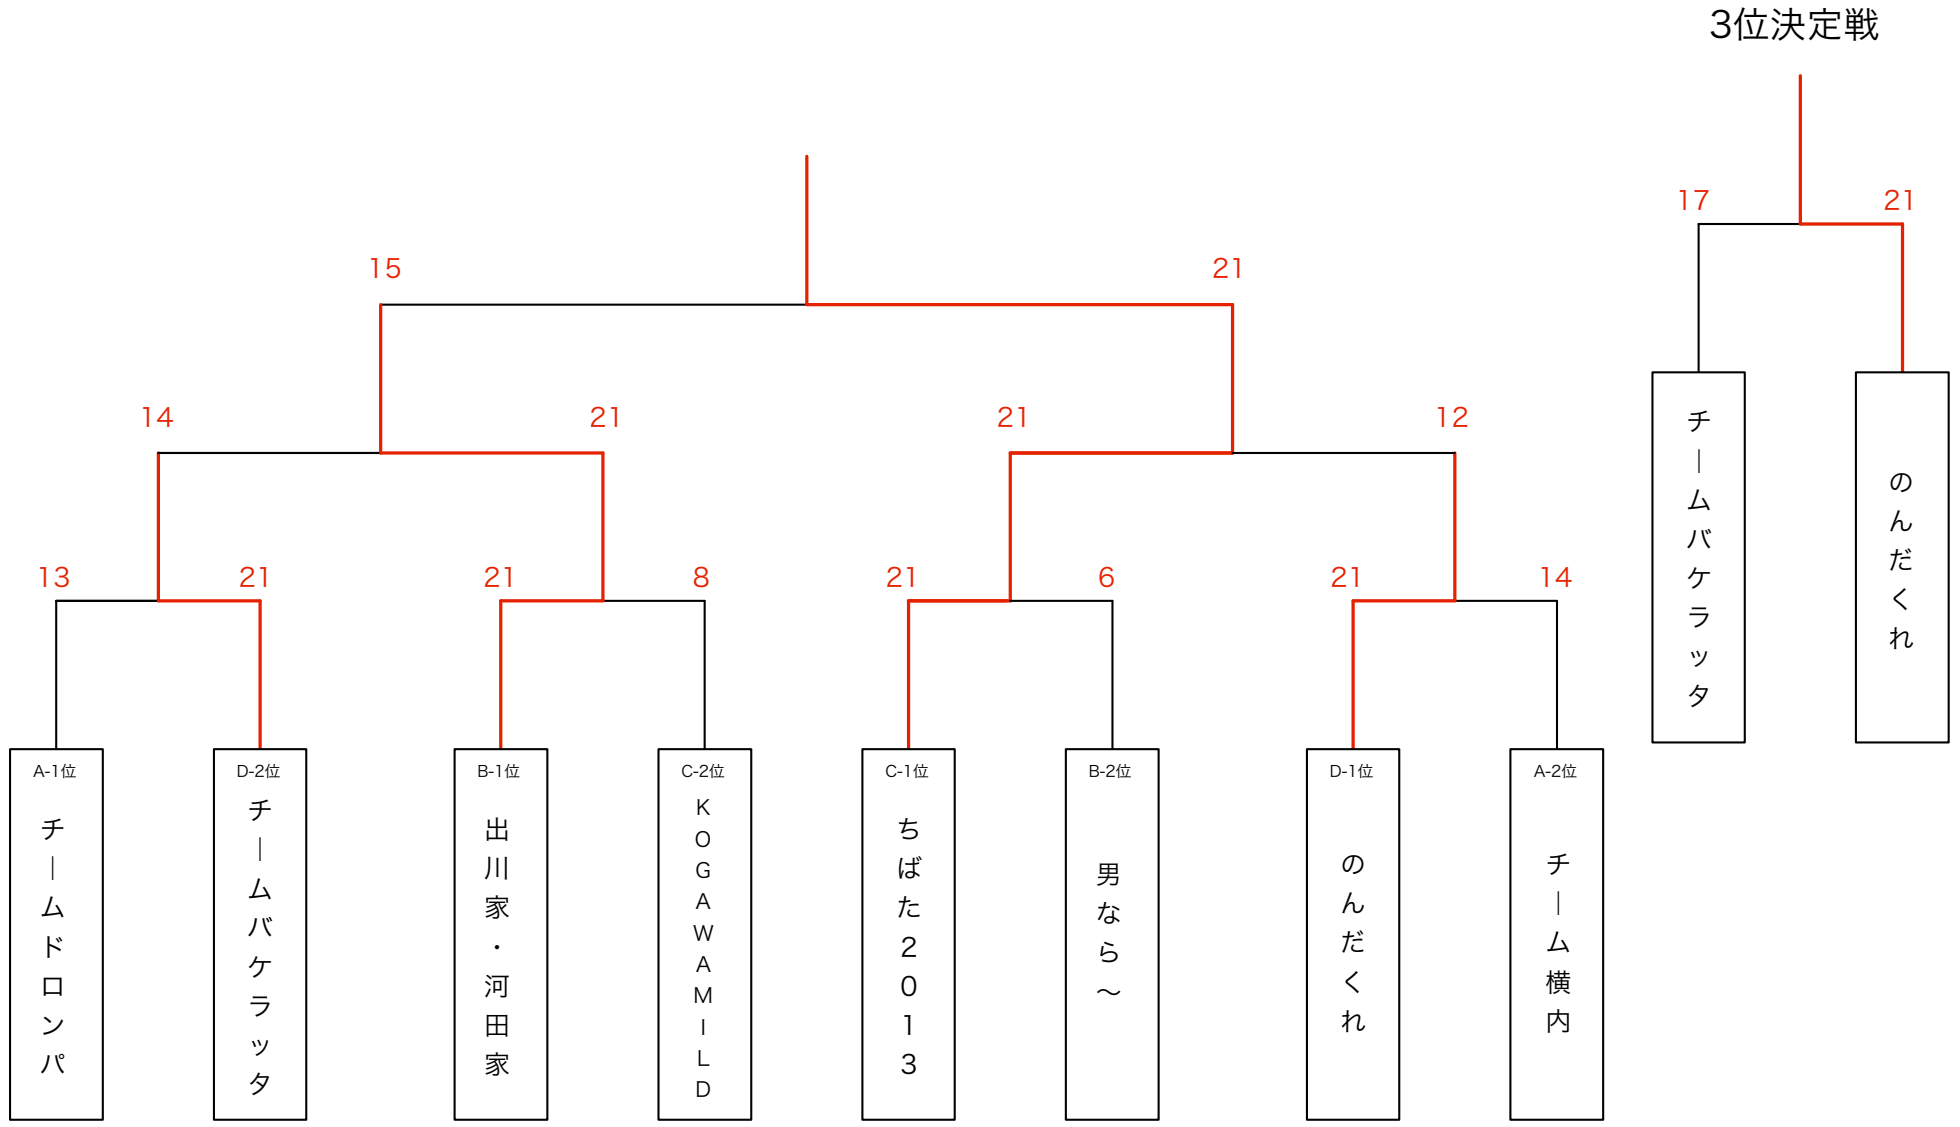 3位決定戦
17
21
15
21
14
21
21
12
13
21
21
8
21
6
21
14
チームバケラッタ
のんだくれ
A-1位
チームドロンパ
D-2位
チームバケラッタ
B-1位
出川家・河田家
C-2位
KOGAWAMILD
C-1位
ちばた2013
B-2位
男なら〜
D-1位
のんだくれ
A-2位
チーム横内